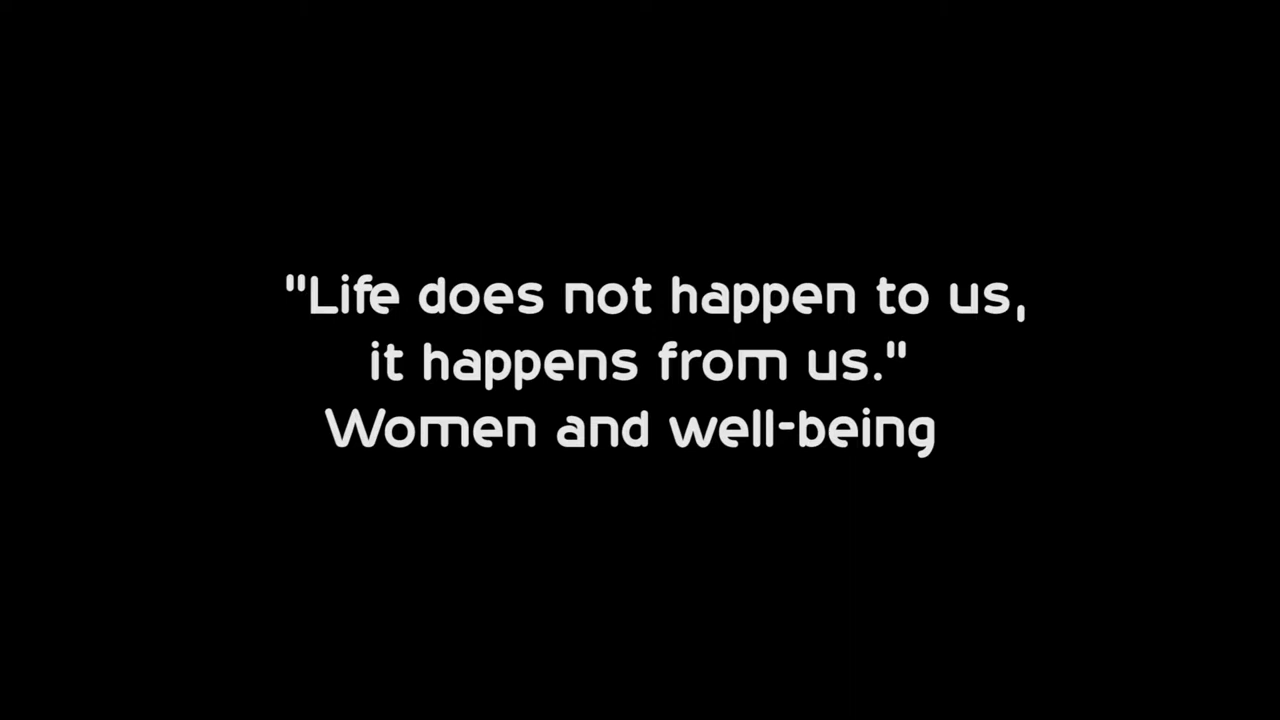 "Life does not happen to us,
it happens from us."
Women and well-being